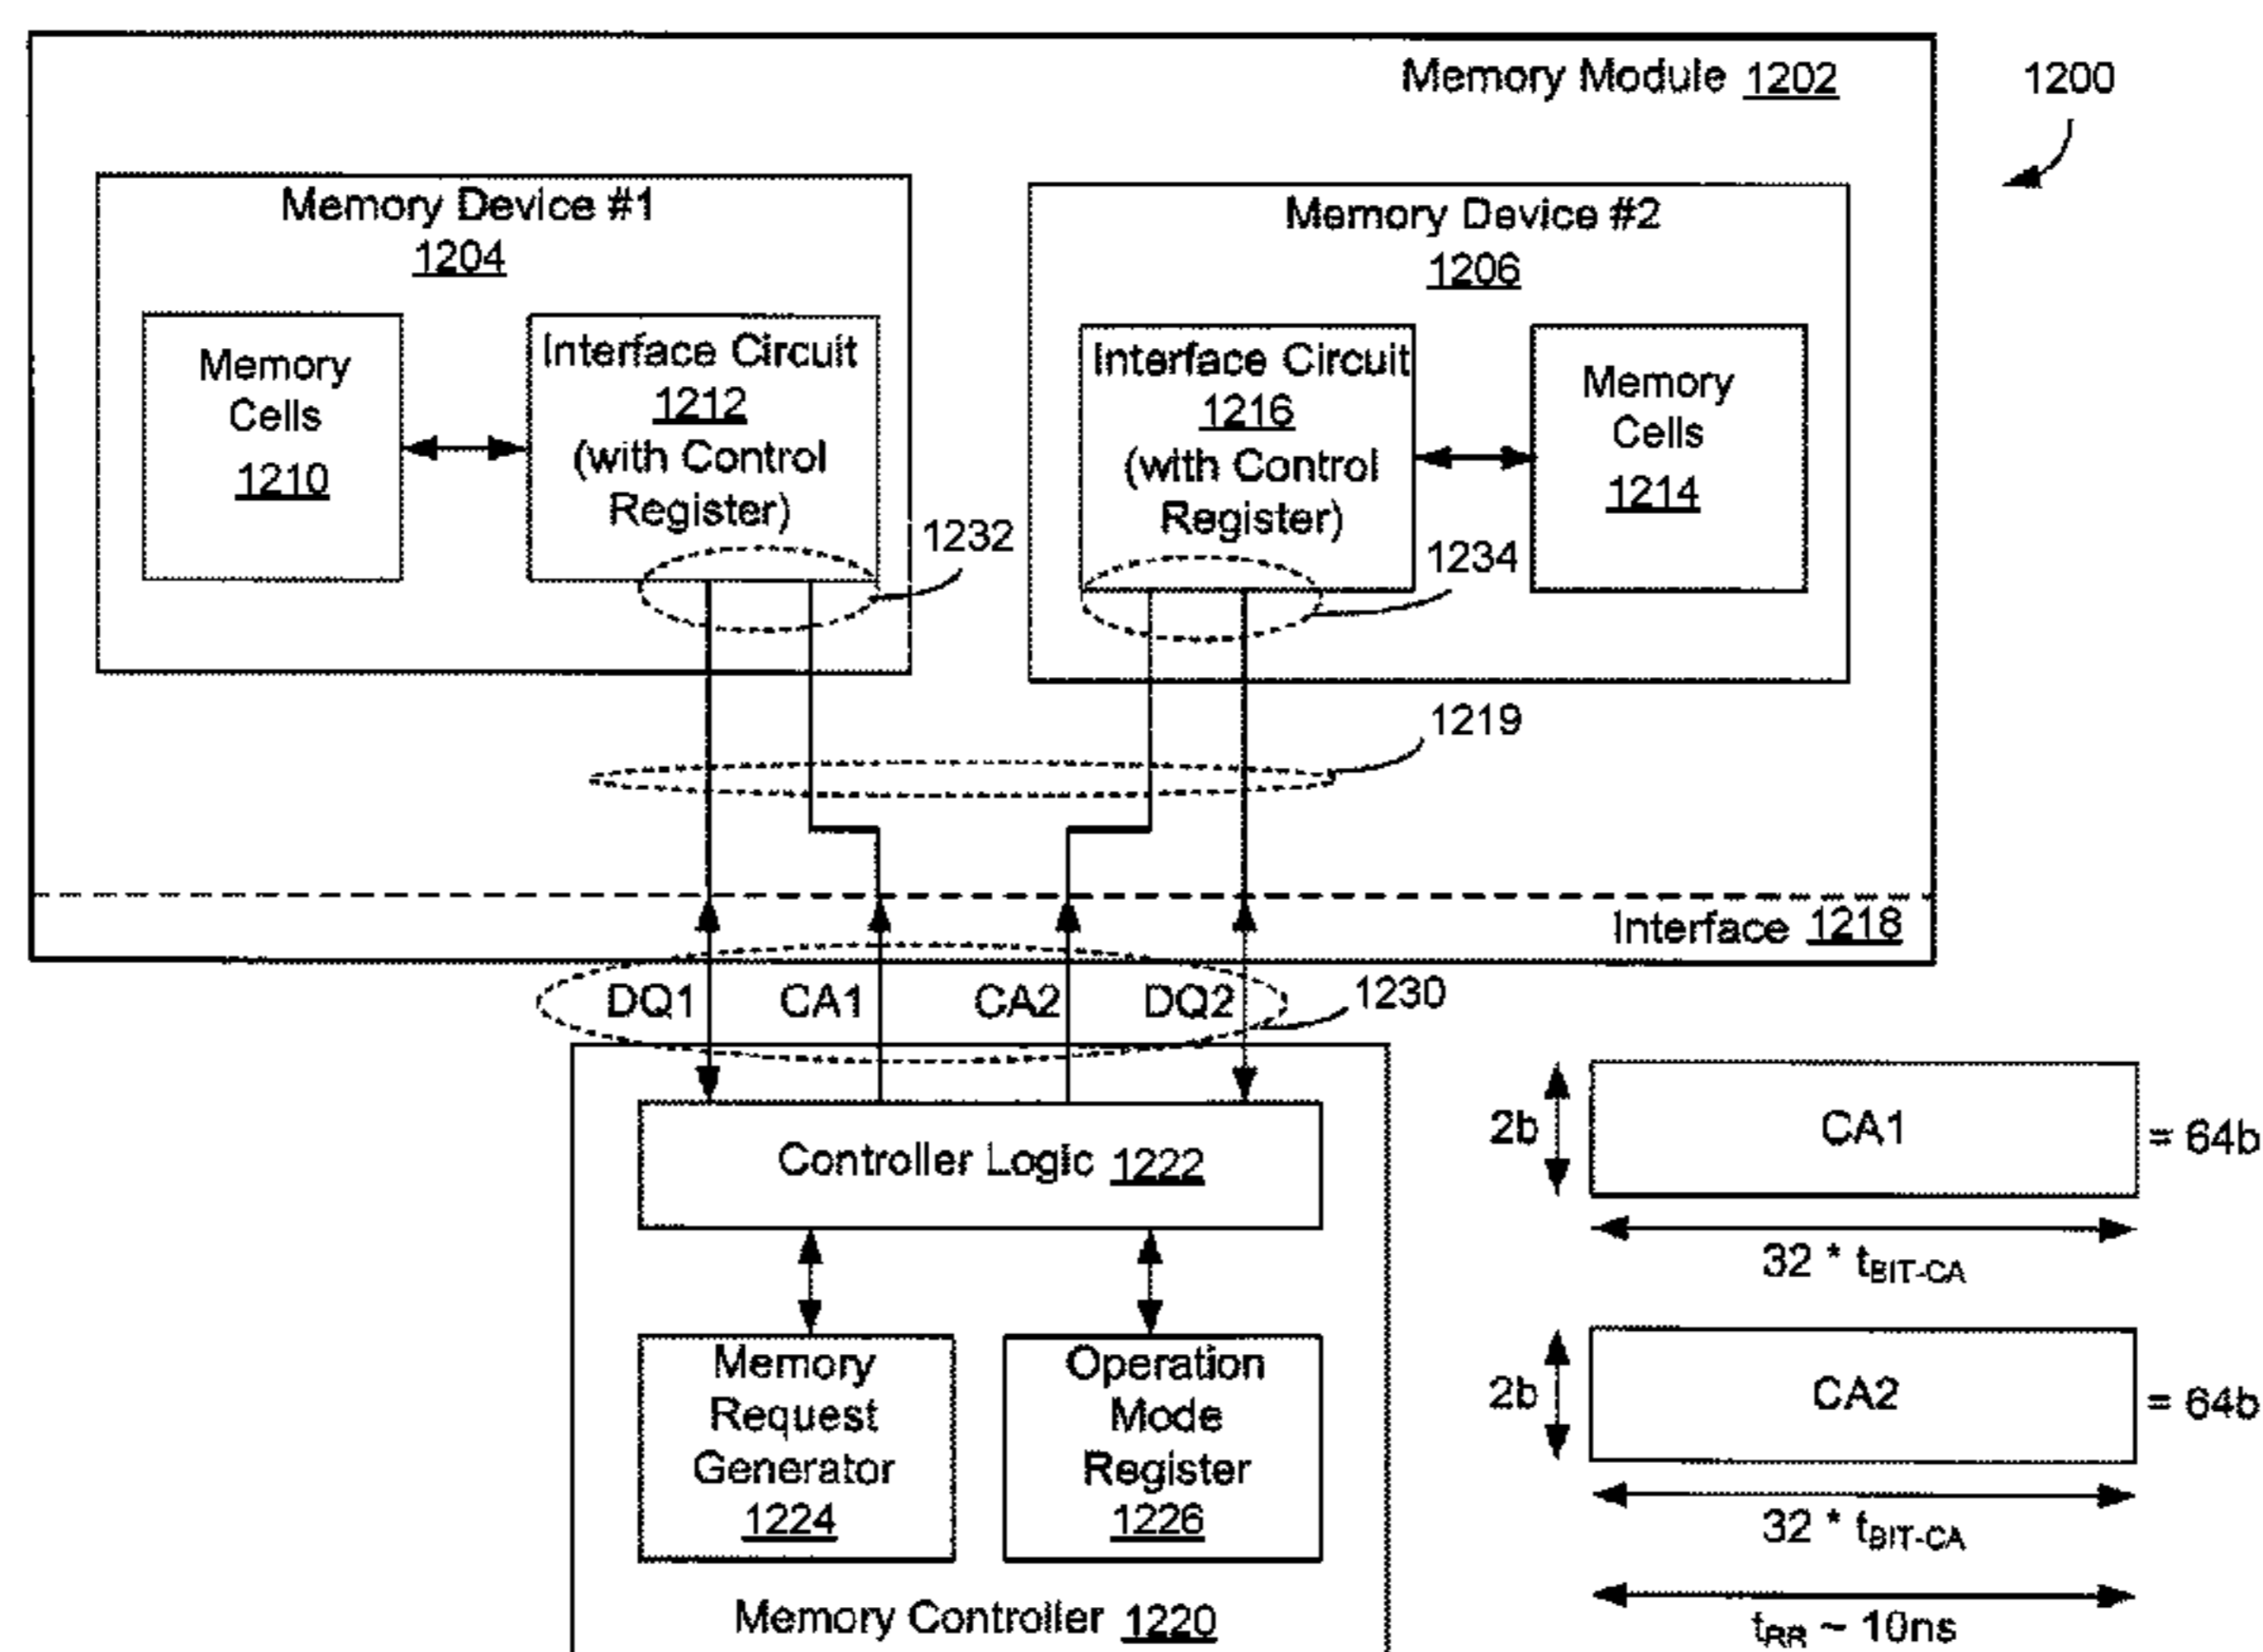 Memory Module 1202
1200
Memory Device #1
1204
Memory
Cells
1210
Interface Circuit
1212
(with Control
Register)
1232
Memory Device #2
1206
Interface Circuit
1216
(with Control
Register)
1234
Memory
Cells
1214
1219
Interface 1218
DQ1
CA1
CA2
DQ2
1230
Controller Logic 1222
Memory
Request
Generator
1224
Operation
Mode
Register
1226
Memory Controller 1220
2b
CA1
= 64b
32 * tBIT-CA
2b
CA2
= 64b
32 * tBIT-CA
tRR ~ 10ns